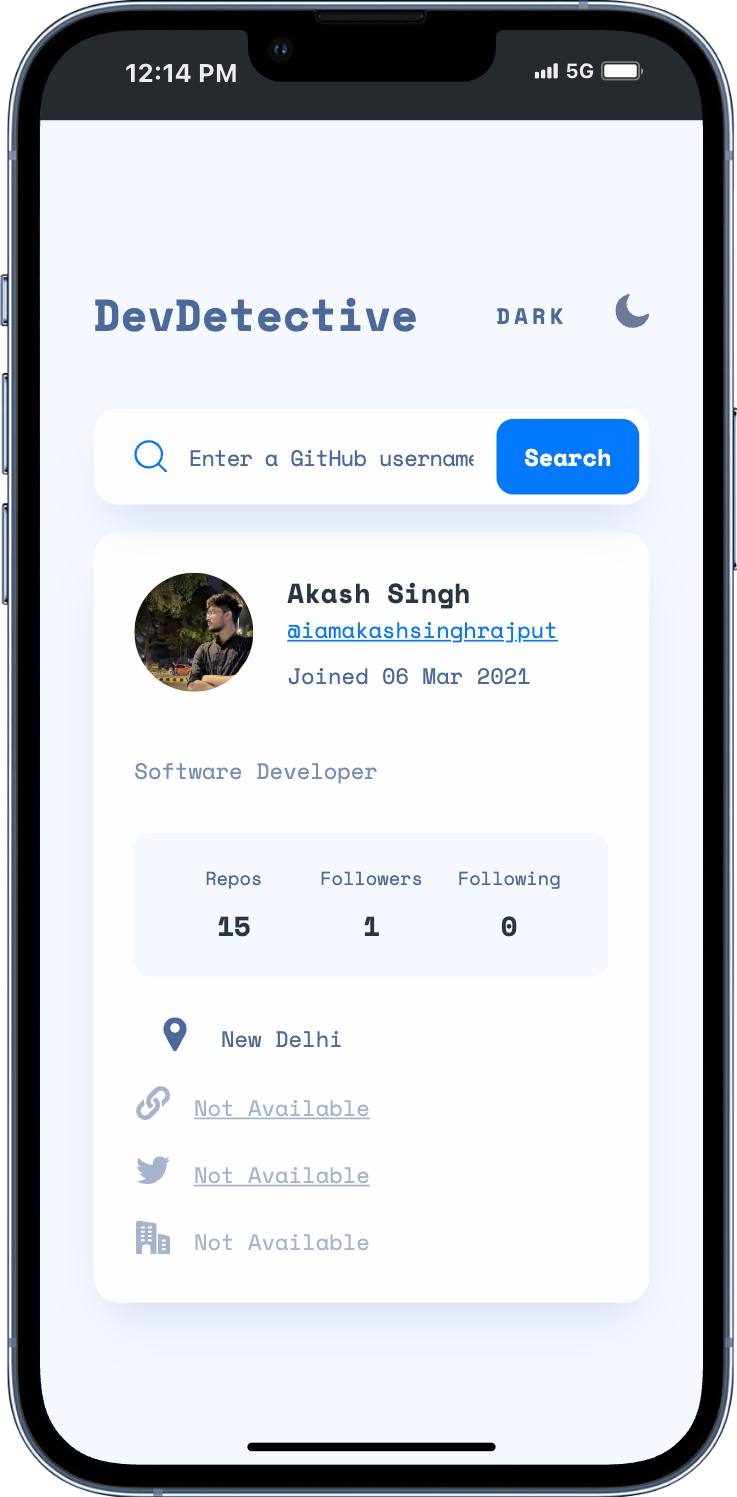 12:14 PM 5G
DevDetective DARK
Enter a GitHub username Search
Akash Singh
@iamakashsinghrajput
Joined 06 Mar 2021
Software Developer
Repos Followers Following
15 1 0
New Delhi
Not Available
Not Available
Not Available